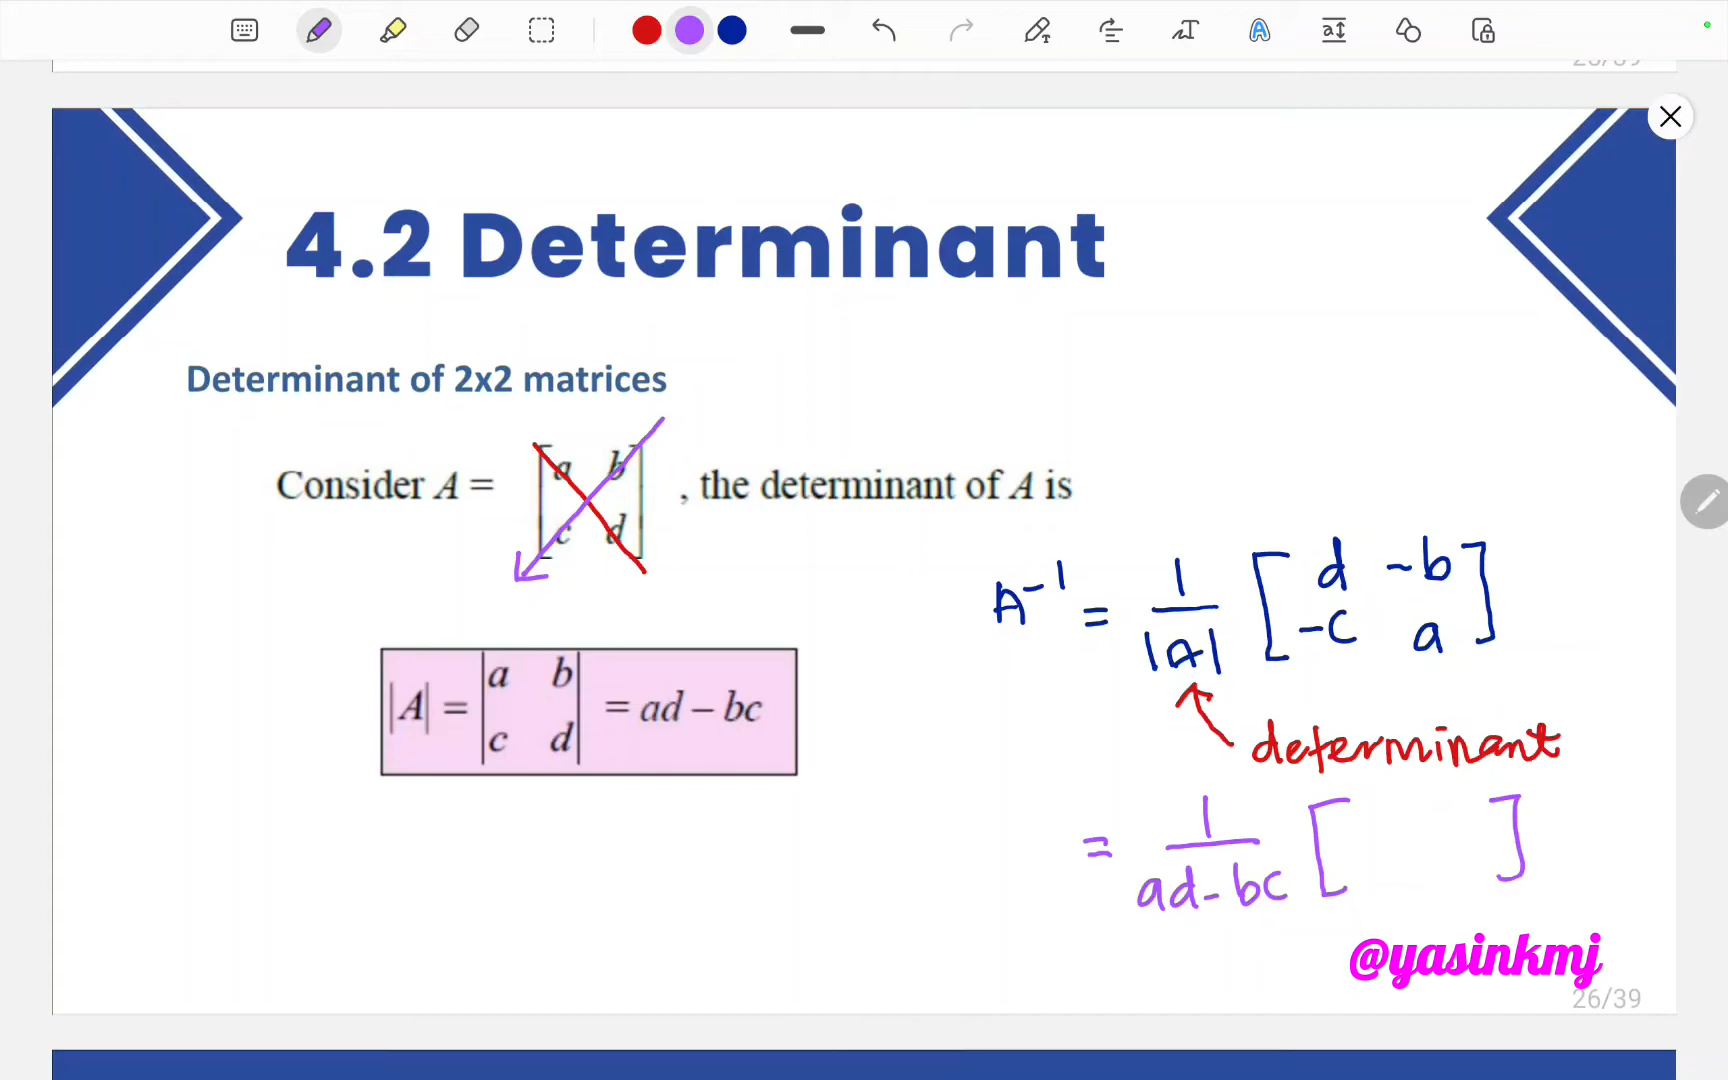 4.2 Determinant
Determinant of 2x2 matrices
Consider A = [a b
c d] , the determinant of A is
A⁻¹ = 1/|A| [d -b
-c a]
determinant
|A| = |a b
c d| = ad – bc
= 1/ad-bc [ ]
@yasinkmj
26/39